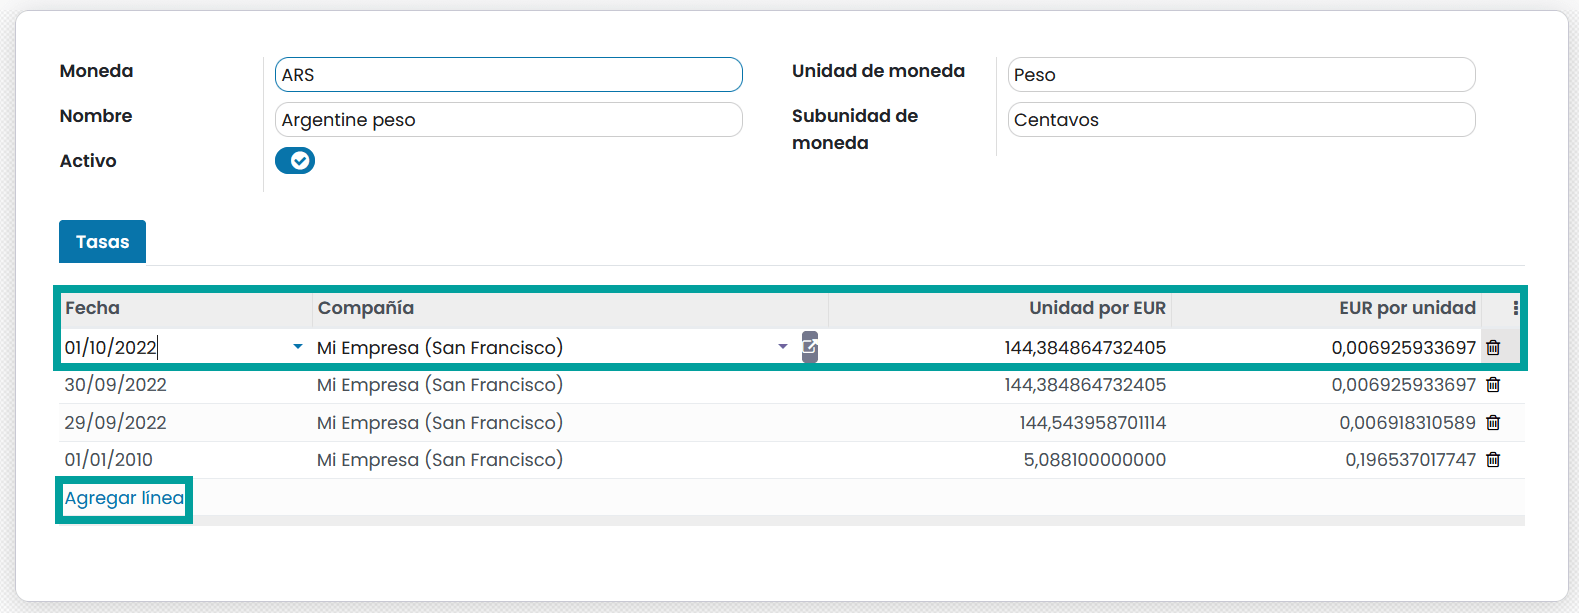 Moneda ARS Unidad de moneda Peso
Nombre Argentine peso Subunidad de moneda Centavos
Activo
Tasas
Fecha Compañía Unidad por EUR EUR por unidad
01/10/2022 Mi Empresa (San Francisco) 144,384864732405 0,006925933697
30/09/2022 Mi Empresa (San Francisco) 144,384864732405 0,006925933697
29/09/2022 Mi Empresa (San Francisco) 144,543958701114 0,006918310589
01/01/2010 Mi Empresa (San Francisco) 5,088100000000 0,196537017747
Agregar línea